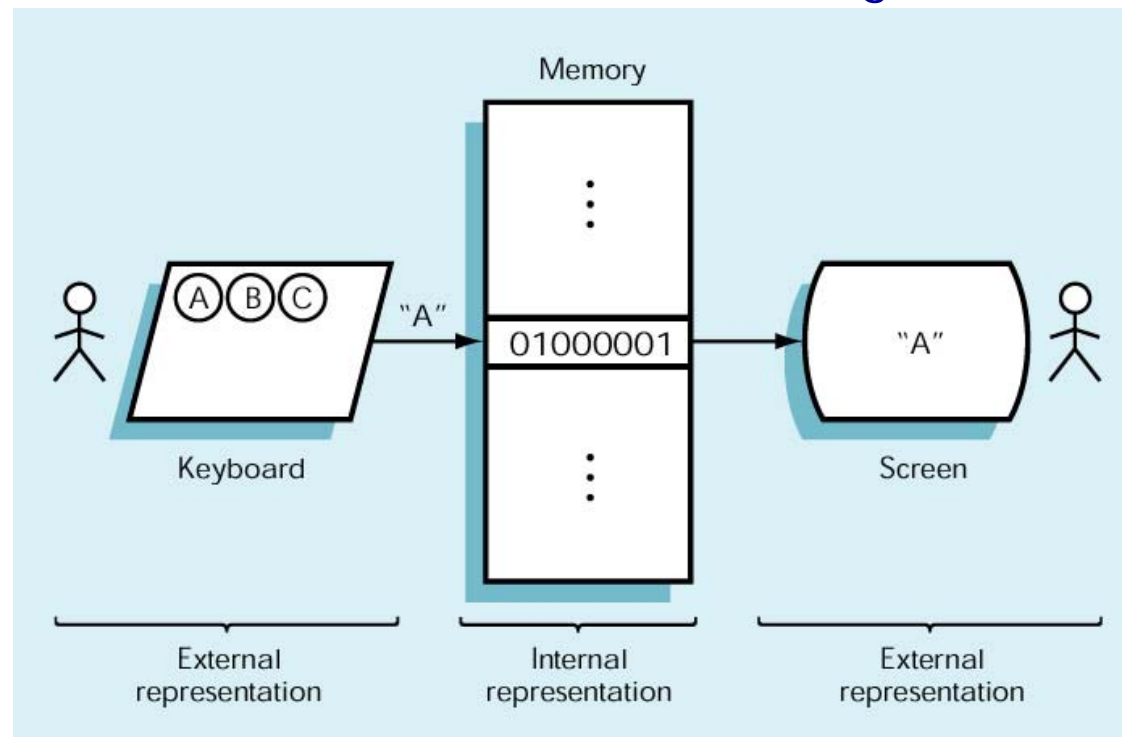 Memory
A B C
"A"
01000001
"A"
Keyboard
Screen
External
representation
Internal
representation
External
representation